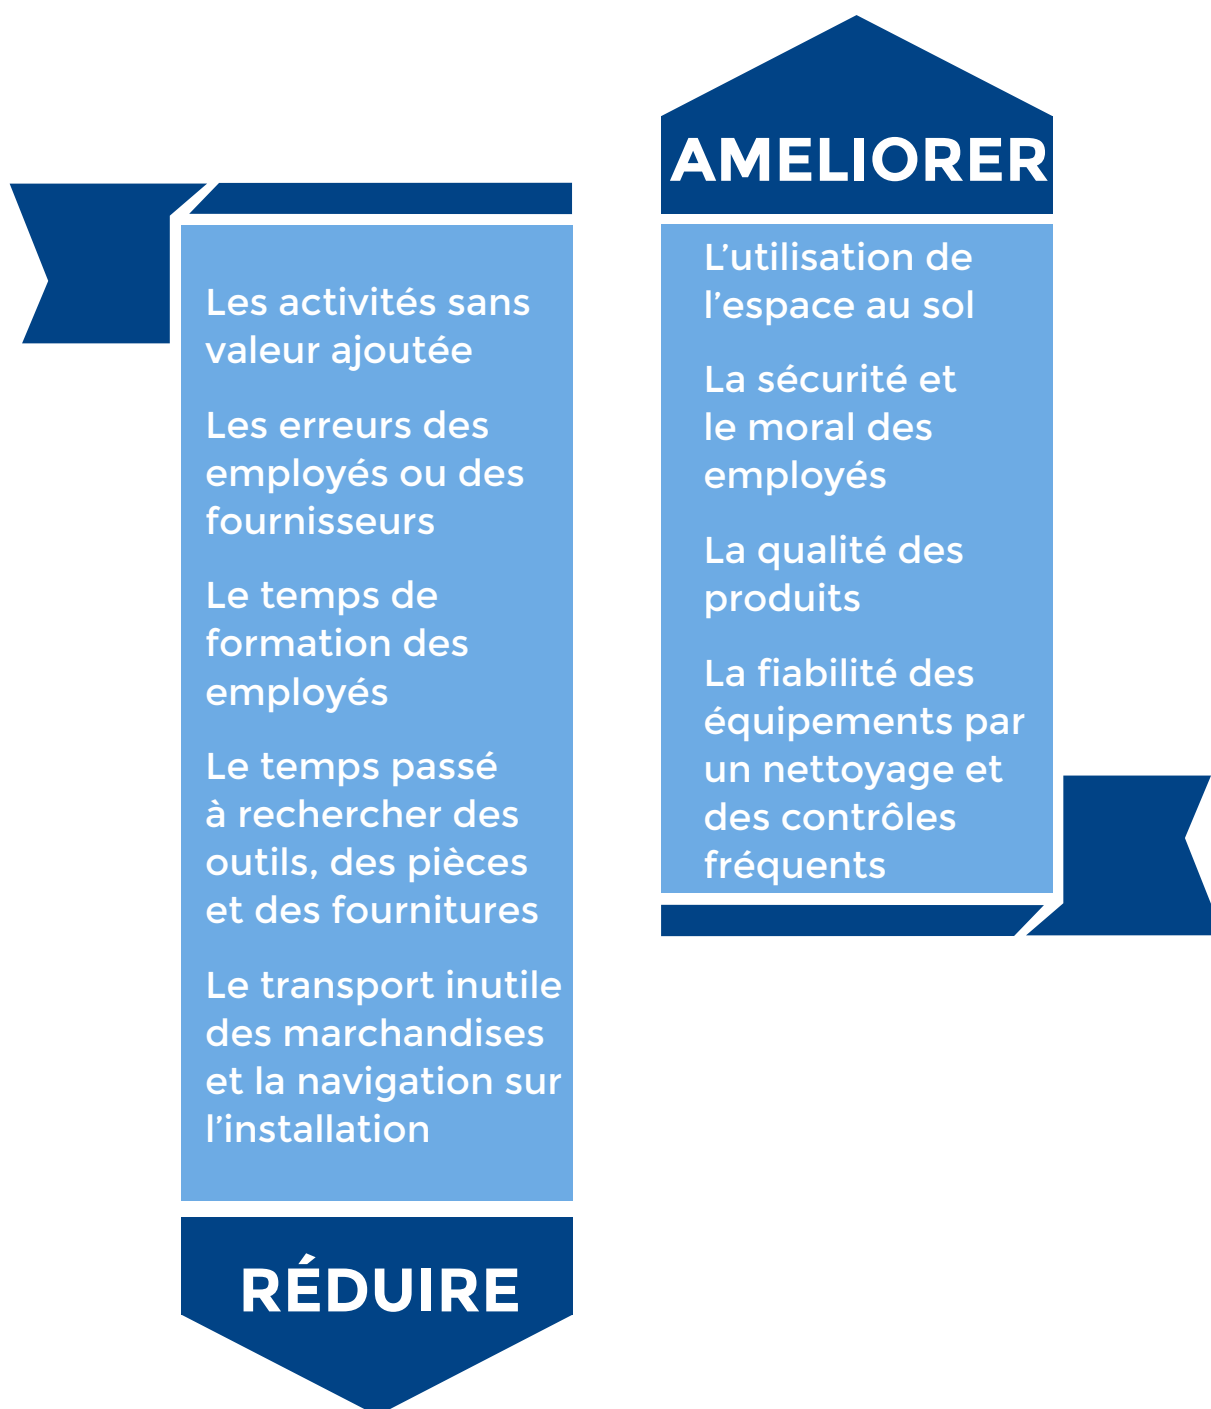 Les activités sans
valeur ajoutée
Les erreurs des
employés ou des
fournisseurs
Le temps de
formation des
employés
Le temps passé
à rechercher des
outils, des pièces
et des fournitures
Le transport inutile
des marchandises
et la navigation sur
l’installation
RÉDUIRE
AMELIORER
L’utilisation de
l’espace au sol
La sécurité et
le moral des
employés
La qualité des
produits
La fiabilité des
équipements par
un nettoyage et
des contrôles
fréquents